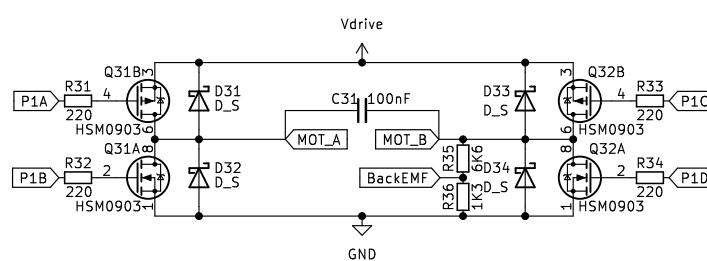 Vdrive
Q31B
3
R31
P1A
4
220
HSM0903
6
D31
D_S
C31 100nF
D33
D_S
3
Q32B
R33
4
P1C
220
HSM0903
6
MOT_A
MOT_B
Q31A
8
R32
P1B
2
220
HSM0903
1
D32
D_S
R35
6K6
BackEMF
R36
1K3
D34
D_S
8
Q32A
R34
2
P1D
220
HSM0903
1
GND